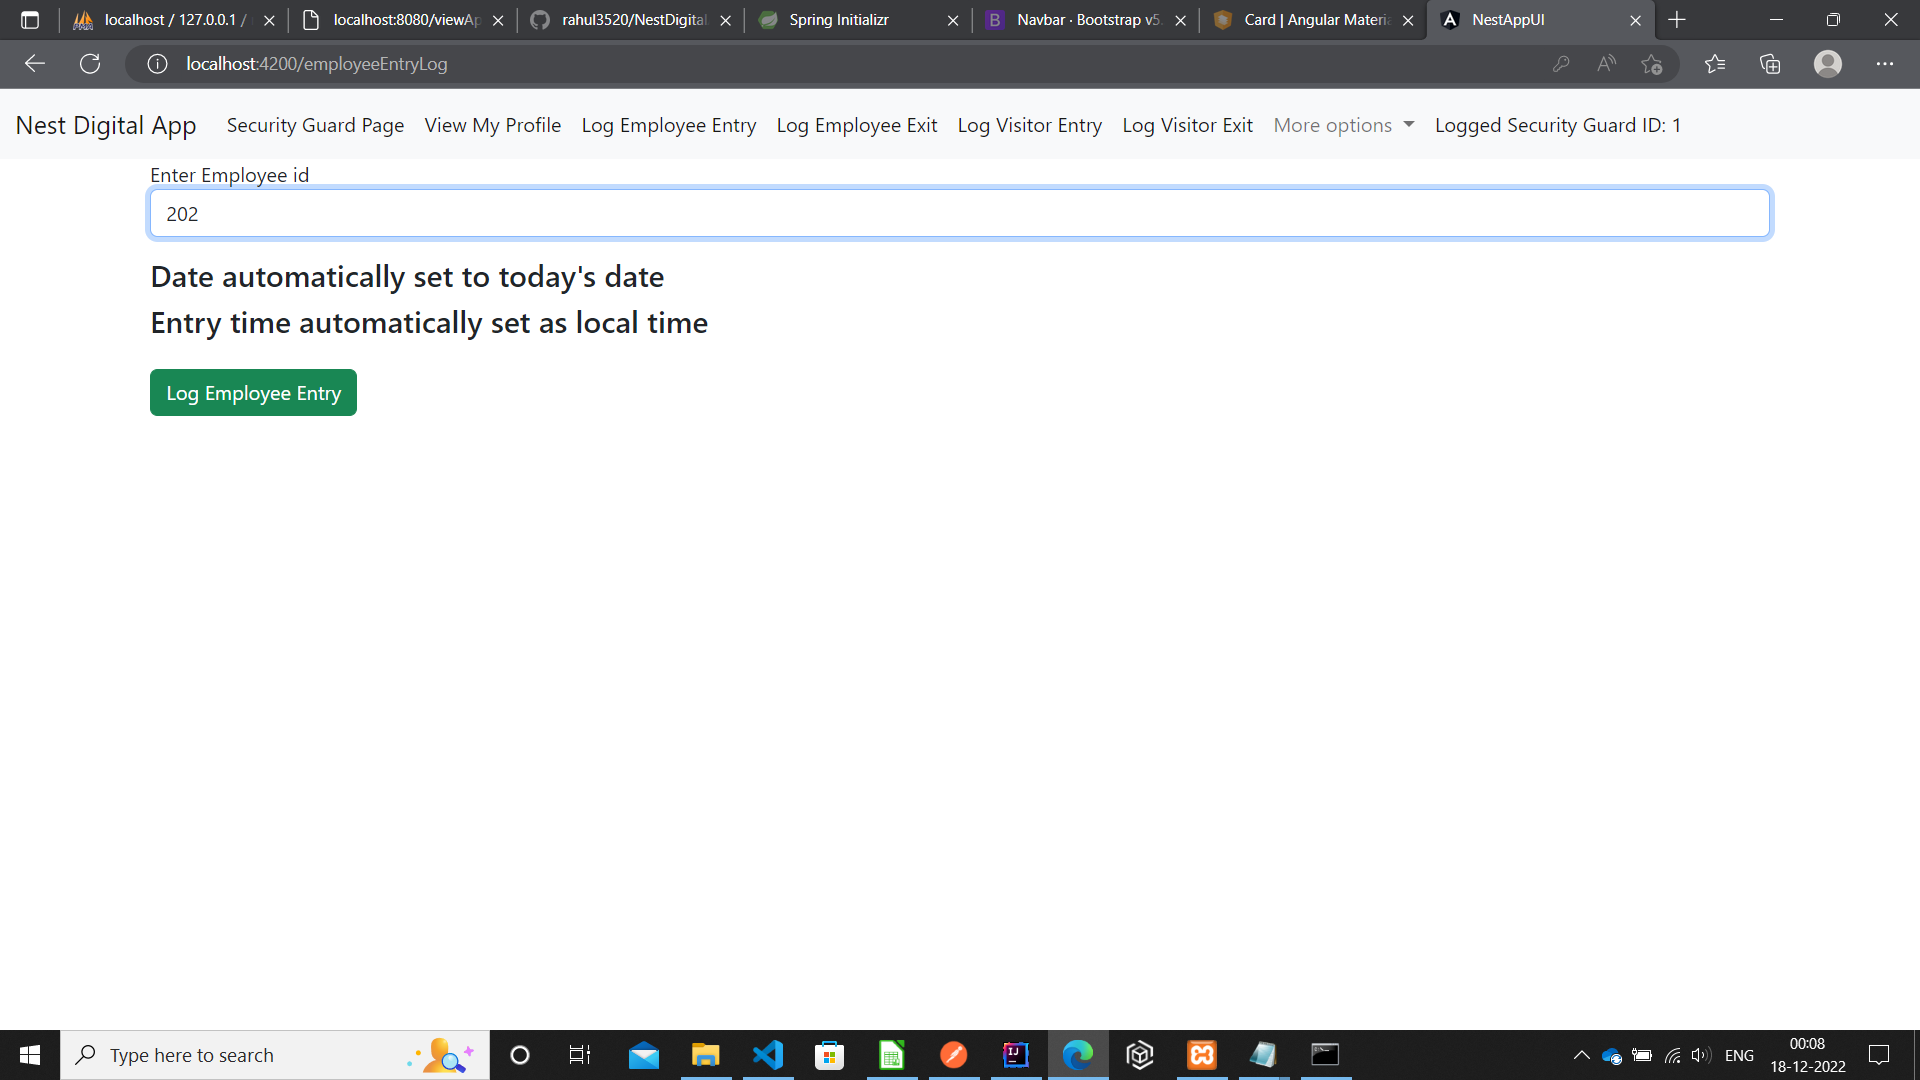 localhost / 127.0.0.1 /
localhost:8080/viewAp
rahul3520/NestDigital
Spring Initializr
Navbar · Bootstrap v5.
Card | Angular Materia
NestAppUI
localhost:4200/employeeEntryLog
Nest Digital App
Security Guard Page
View My Profile
Log Employee Entry
Log Employee Exit
Log Visitor Entry
Log Visitor Exit
More options
Logged Security Guard ID: 1
Enter Employee id
202
Date automatically set to today's date
Entry time automatically set as local time
Log Employee Entry
Type here to search
ENG
00:08
18-12-2022